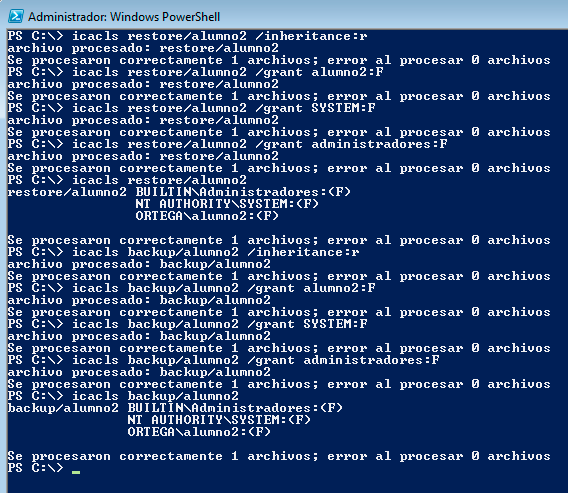 Administrador: Windows PowerShell
PS C:\> icacls restore/alumno2 /inheritance:r
archivo procesado: restore/alumno2
Se procesaron correctamente 1 archivos; error al procesar 0 archivos
PS C:\> icacls restore/alumno2 /grant alumno2:F
archivo procesado: restore/alumno2
Se procesaron correctamente 1 archivos; error al procesar 0 archivos
PS C:\> icacls restore/alumno2 /grant SYSTEM:F
archivo procesado: restore/alumno2
Se procesaron correctamente 1 archivos; error al procesar 0 archivos
PS C:\> icacls restore/alumno2 /grant administradores:F
archivo procesado: restore/alumno2
Se procesaron correctamente 1 archivos; error al procesar 0 archivos
PS C:\> icacls restore/alumno2
restore/alumno2 BUILTIN\Administradores:(F)
NT AUTHORITY\SYSTEM:(F)
ORTEGA\alumno2:(F)
Se procesaron correctamente 1 archivos; error al procesar 0 archivos
PS C:\> icacls backup/alumno2 /inheritance:r
archivo procesado: backup/alumno2
Se procesaron correctamente 1 archivos; error al procesar 0 archivos
PS C:\> icacls backup/alumno2 /grant alumno2:F
archivo procesado: backup/alumno2
Se procesaron correctamente 1 archivos; error al procesar 0 archivos
PS C:\> icacls backup/alumno2 /grant SYSTEM:F
archivo procesado: backup/alumno2
Se procesaron correctamente 1 archivos; error al procesar 0 archivos
PS C:\> icacls backup/alumno2 /grant administradores:F
archivo procesado: backup/alumno2
Se procesaron correctamente 1 archivos; error al procesar 0 archivos
PS C:\> icacls backup/alumno2
backup/alumno2 BUILTIN\Administradores:(F)
NT AUTHORITY\SYSTEM:(F)
ORTEGA\alumno2:(F)
Se procesaron correctamente 1 archivos; error al procesar 0 archivos
PS C:\> _